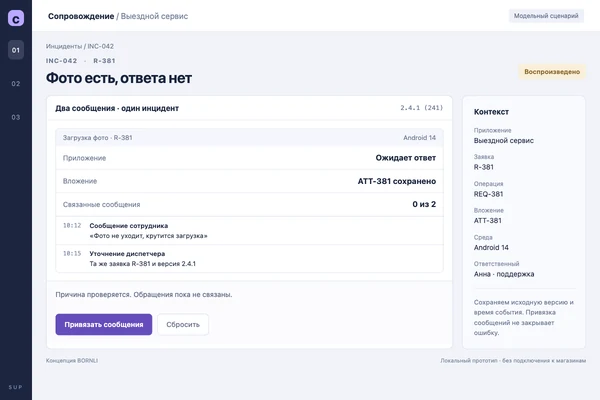 c
Сопровождение / Выездной сервис
Модельный сценарий
01
02
03
SUP
Инциденты / INC-042
INC-042 · R-381
Фото есть, ответа нет
Воспроизведено
Два сообщения · один инцидент
2.4.1 (241)
Загрузка фото · R-381
Android 14
Приложение
Ожидает ответ
Вложение
ATT-381 сохранено
Связанные сообщения
0 из 2
10:12 Сообщение сотрудника
«Фото не уходит, крутится загрузка»
10:15 Уточнение диспетчера
Та же заявка R-381 и версия 2.4.1
Причина проверяется. Обращения пока не связаны.
Привязать сообщения
Сбросить
Контекст
Приложение
Выездной сервис
Заявка
R-381
Операция
REQ-381
Вложение
ATT-381
Среда
Android 14
Ответственный
Анна · поддержка
Сохраняем исходную версию и
время события. Привязка
сообщений не закрывает
ошибку.
Концепция BORNLI
Локальный прототип · без подключения к магазинам